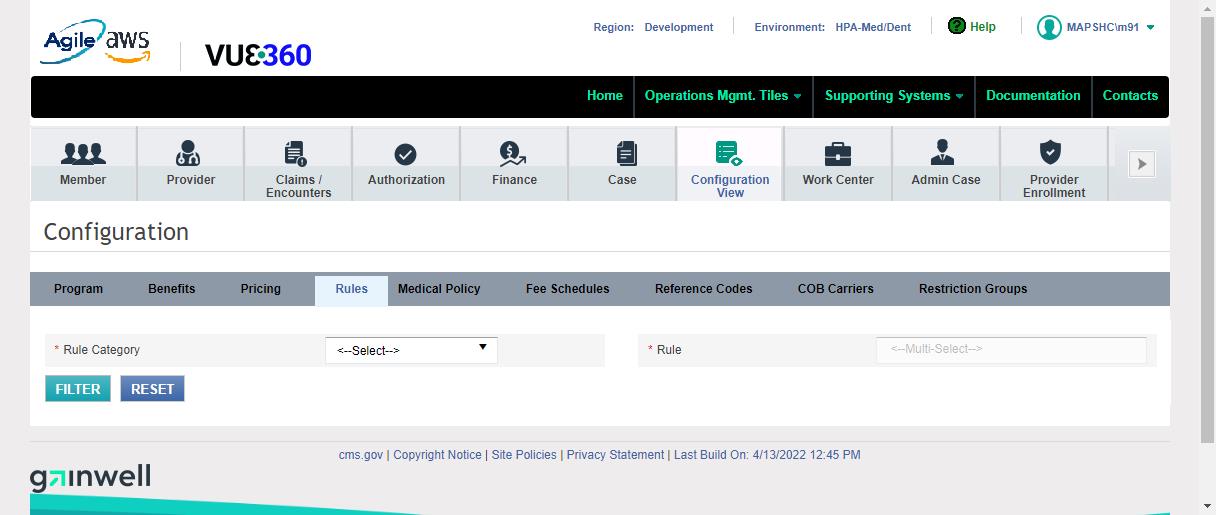 Agile aws
VUE360
Region: Development
Environment: HPA-Med/Dent
? Help
MAPSHC\m91
Home
Operations Mgmt. Tiles
Supporting Systems
Documentation
Contacts
Member
Provider
Claims /
Encounters
Authorization
Finance
Case
Configuration
View
Work Center
Admin Case
Provider
Enrollment
Configuration
Program
Benefits
Pricing
Rules
Medical Policy
Fee Schedules
Reference Codes
COB Carriers
Restriction Groups
* Rule Category
<--Select-->
* Rule
<--Multi-Select-->
FILTER
RESET
cms.gov | Copyright Notice | Site Policies | Privacy Statement | Last Build On: 4/13/2022 12:45 PM
gainwell